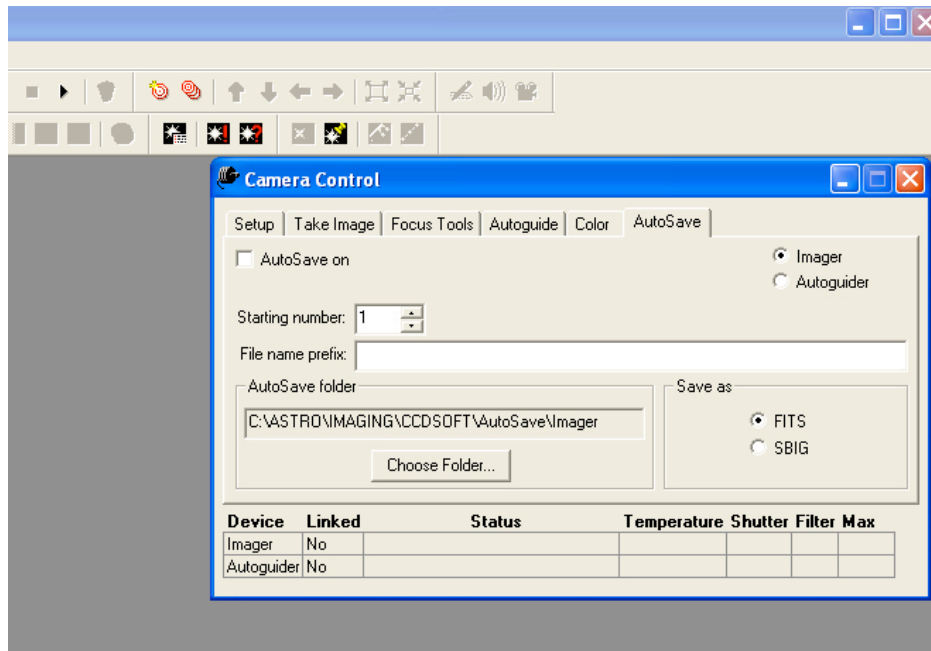 Camera Control
Setup Take Image Focus Tools Autoguide Color AutoSave
AutoSave on
Imager
Autoguider
Starting number: 1
File name prefix:
AutoSave folder
Save as
C:\ASTRO\IMAGING\CCDSOFT\AutoSave\Imager
FITS
SBIG
Choose Folder...
Device Linked Status Temperature Shutter Filter Max
Imager No
Autoguider No